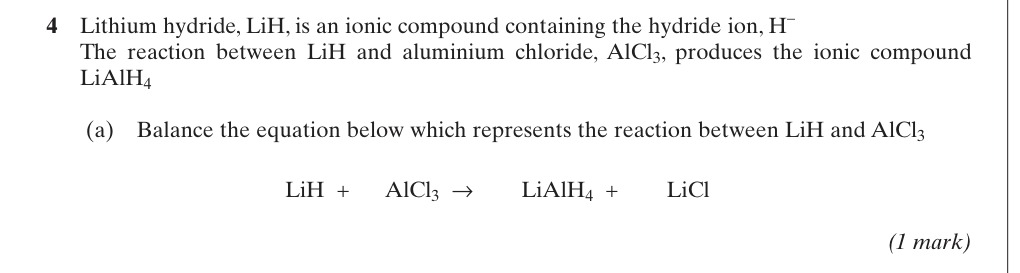 4 Lithium hydride, LiH, is an ionic compound containing the hydride ion, H⁻
The reaction between LiH and aluminium chloride, AlCl₃, produces the ionic compound
LiAlH₄
(a) Balance the equation below which represents the reaction between LiH and AlCl₃
LiH + AlCl₃ → LiAlH₄ + LiCl
(1 mark)